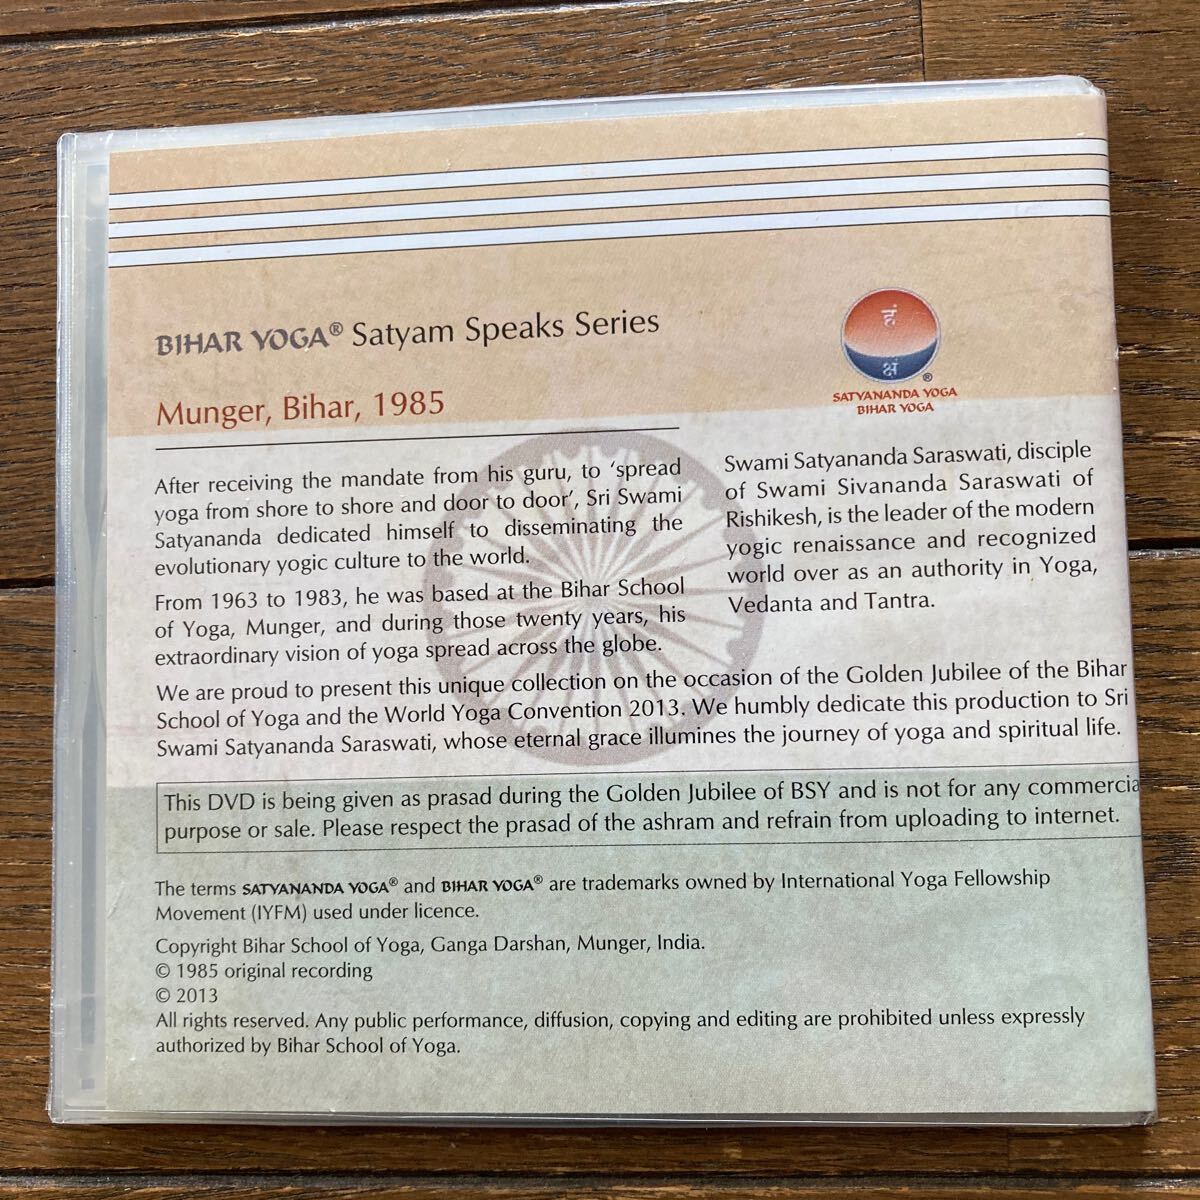 BIHAR YOGA® Satyam Speaks Series
हं
क्षं
®
SATYANANDA YOGA
BIHAR YOGA
Munger, Bihar, 1985
After receiving the mandate from his guru, to ‘spread
yoga from shore to shore and door to door’, Sri Swami
Satyananda dedicated himself to disseminating the
evolutionary yogic culture to the world.
From 1963 to 1983, he was based at the Bihar School
of Yoga, Munger, and during those twenty years, his
extraordinary vision of yoga spread across the globe.
Swami Satyananda Saraswati, disciple
of Swami Sivananda Saraswati of
Rishikesh, is the leader of the modern
yogic renaissance and recognized
world over as an authority in Yoga,
Vedanta and Tantra.
We are proud to present this unique collection on the occasion of the Golden Jubilee of the Bihar
School of Yoga and the World Yoga Convention 2013. We humbly dedicate this production to Sri
Swami Satyananda Saraswati, whose eternal grace illumines the journey of yoga and spiritual life.
This DVD is being given as prasad during the Golden Jubilee of BSY and is not for any commercia
purpose or sale. Please respect the prasad of the ashram and refrain from uploading to internet.
The terms SATYANANDA YOGA® and BIHAR YOGA® are trademarks owned by International Yoga Fellowship
Movement (IYFM) used under licence.
Copyright Bihar School of Yoga, Ganga Darshan, Munger, India.
© 1985 original recording
© 2013
All rights reserved. Any public performance, diffusion, copying and editing are prohibited unless expressly
authorized by Bihar School of Yoga.